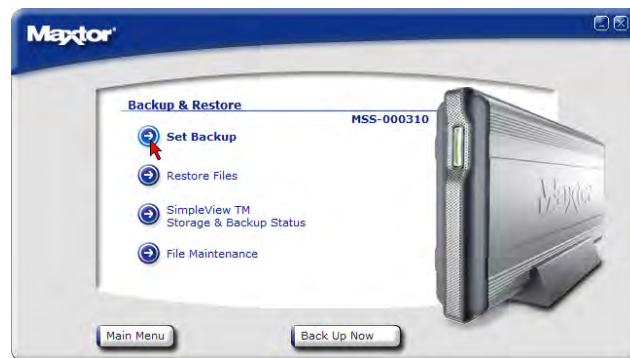 Maxtor
Backup & Restore
MSS-000310
Set Backup
Restore Files
SimpleView TM
Storage & Backup Status
File Maintenance
Maxtor
Main Menu
Back Up Now